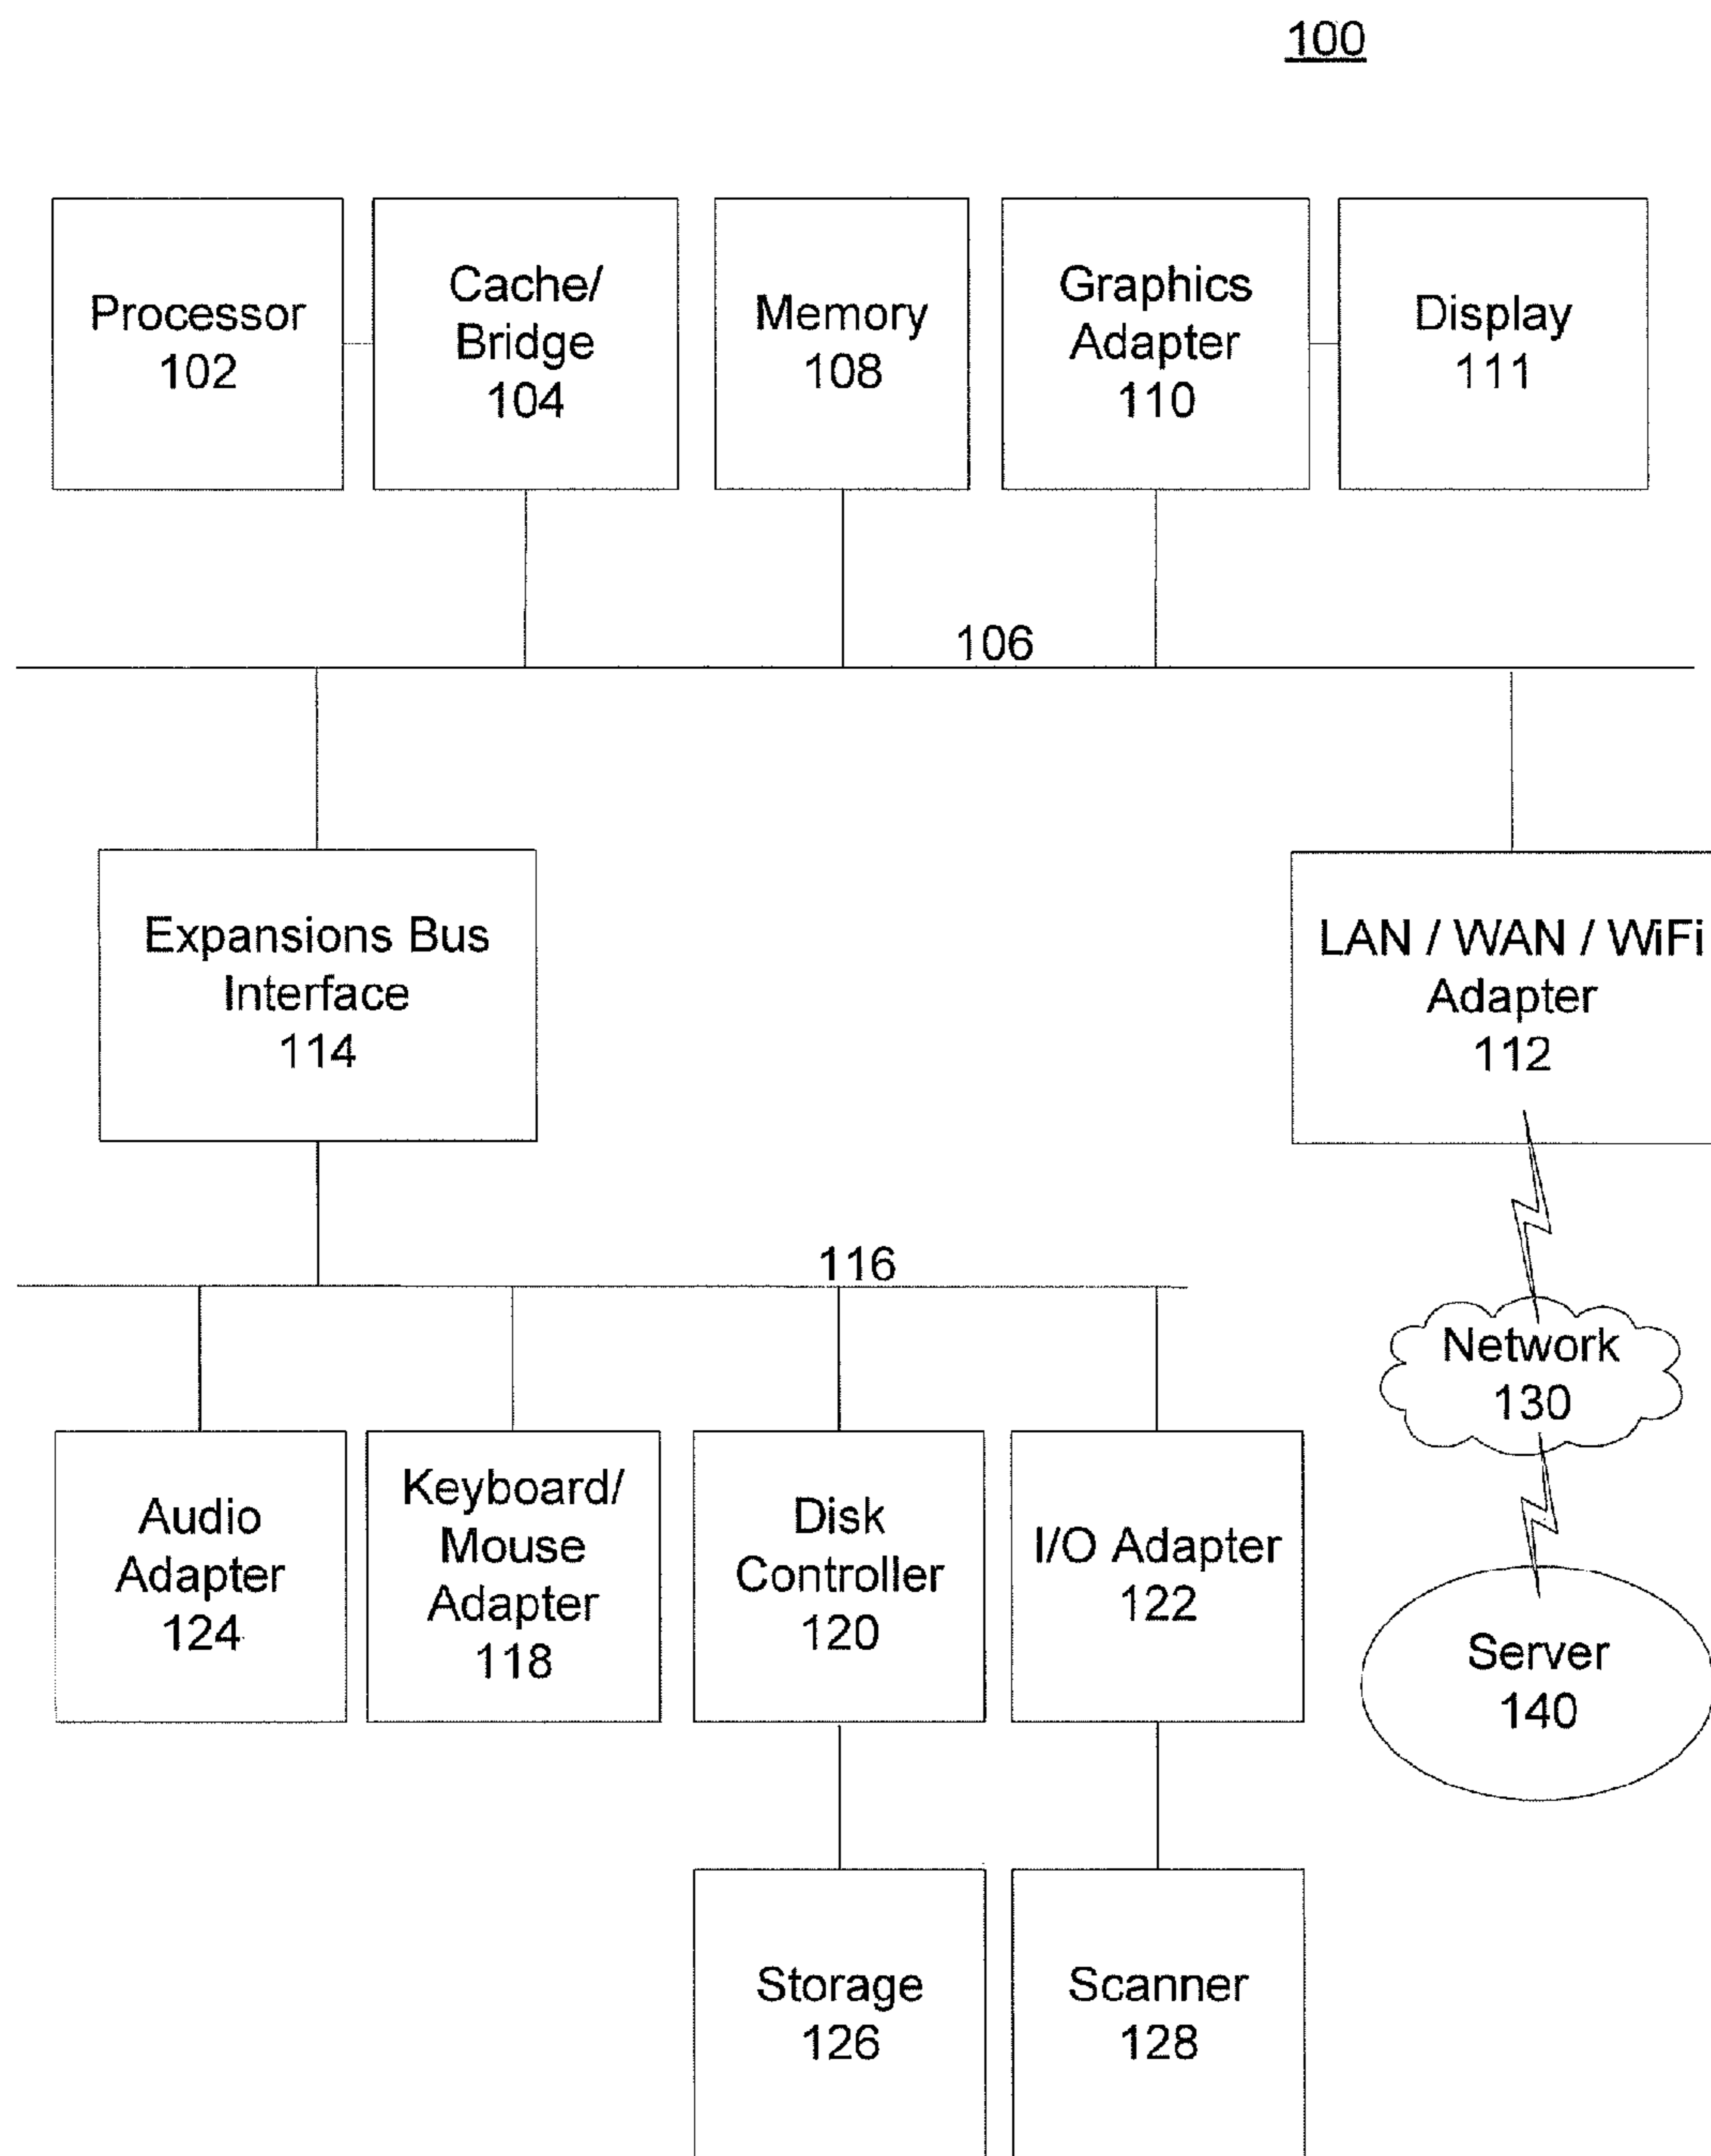 100
Processor
102
Cache/
Bridge
104
Memory
108
Graphics
Adapter
110
Display
111
106
Expansions Bus
Interface
114
LAN / WAN / WiFi
Adapter
112
116
Network
130
Audio
Adapter
124
Keyboard/
Mouse
Adapter
118
Disk
Controller
120
I/O Adapter
122
Server
140
Storage
126
Scanner
128